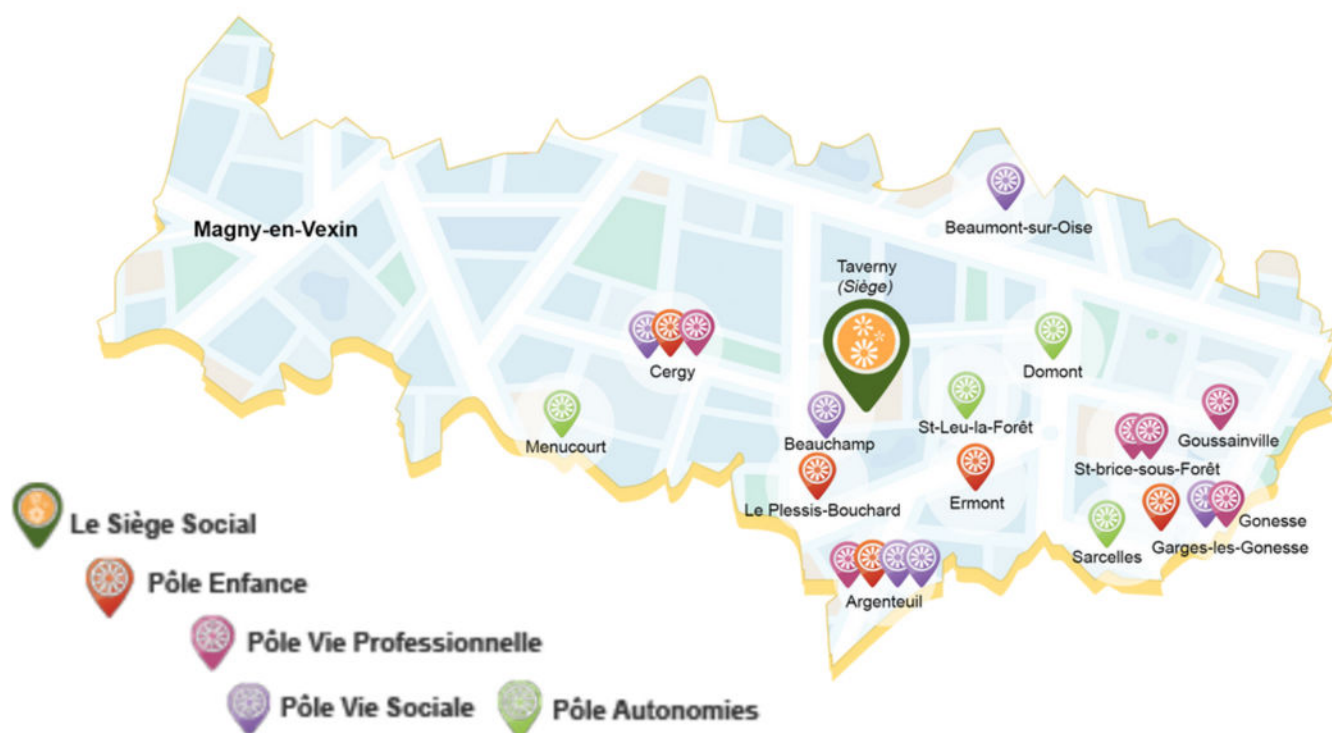 Magny-en-Vexin
Beaumont-sur-Oise
Taverny
(Siège)
Cergy
Domont
Menucourt
Beauchamp
St-Leu-la-Forêt
Goussainville
St-brice-sous-Forêt
Le Plessis-Bouchard
Ermont
Gonesse
Sarcelles
Garges-les-Gonesse
Argenteuil
Le Siège Social
Pôle Enfance
Pôle Vie Professionnelle
Pôle Vie Sociale
Pôle Autonomies